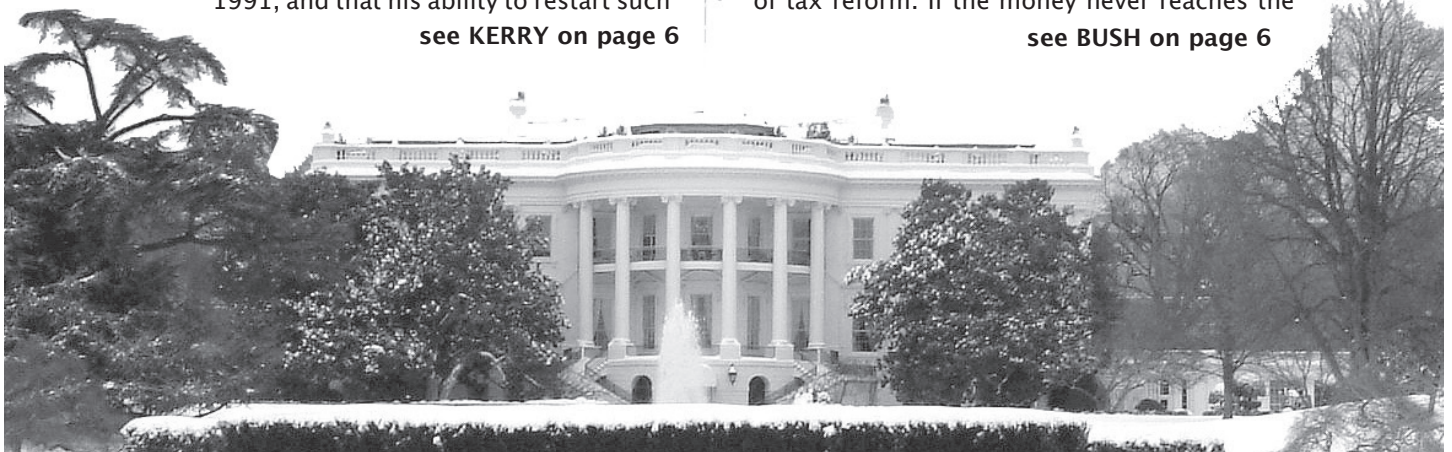 1991, and that his ability to restart such
see KERRY on page 6
of tax reform. If the money never reaches the
see BUSH on page 6